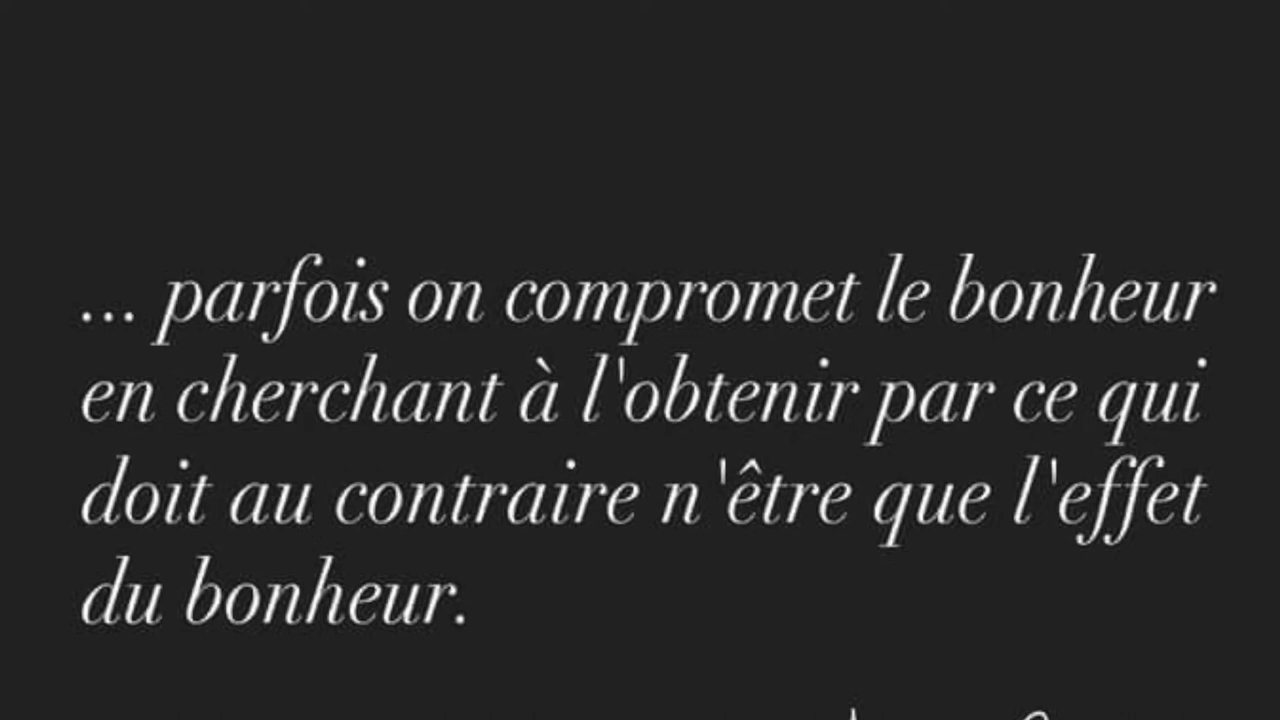 ... parfois on compromet le bonheur
en cherchant à l'obtenir par ce qui
doit au contraire n'être que l'effet
du bonheur.